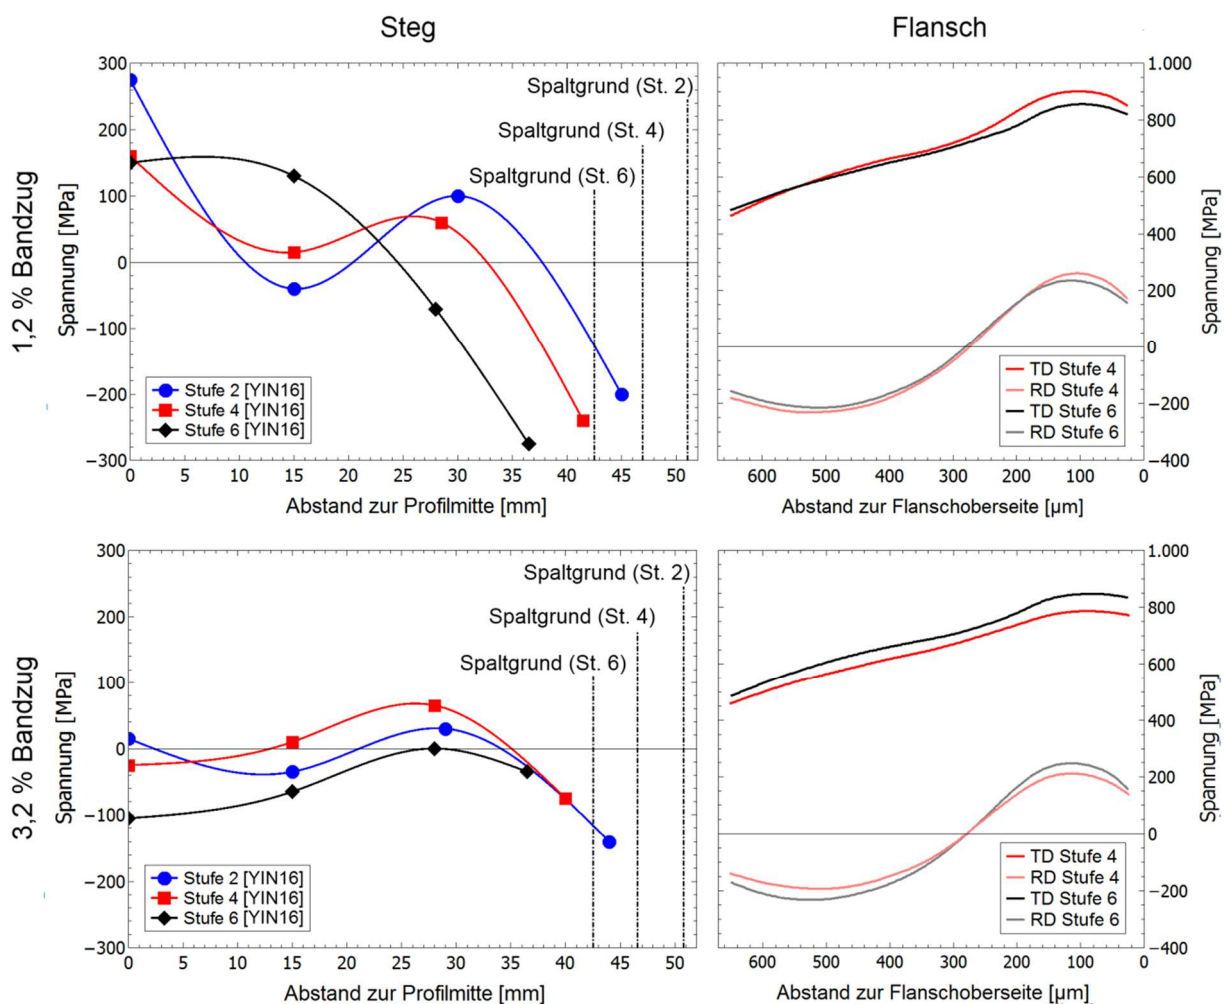 Steg
Flansch
1,2 % Bandzug
Spannung [MPa]
300
200
100
0
−100
−200
−300
Spaltgrund (St. 2)
Spaltgrund (St. 4)
Spaltgrund (St. 6)
Stufe 2 [YIN16]
Stufe 4 [YIN16]
Stufe 6 [YIN16]
0 5 10 15 20 25 30 35 40 45 50
Abstand zur Profilmitte [mm]
1.000
800
600
400
200
0
−200
−400
Spannung [MPa]
TD Stufe 4
RD Stufe 4
TD Stufe 6
RD Stufe 6
600 500 400 300 200 100 0
Abstand zur Flanschoberseite [µm]
3,2 % Bandzug
Spannung [MPa]
300
200
100
0
−100
−200
−300
Spaltgrund (St. 2)
Spaltgrund (St. 4)
Spaltgrund (St. 6)
Stufe 2 [YIN16]
Stufe 4 [YIN16]
Stufe 6 [YIN16]
0 5 10 15 20 25 30 35 40 45 50
Abstand zur Profilmitte [mm]
1.000
800
600
400
200
0
−200
−400
Spannung [MPa]
TD Stufe 4
RD Stufe 4
TD Stufe 6
RD Stufe 6
600 500 400 300 200 100 0
Abstand zur Flanschoberseite [µm]